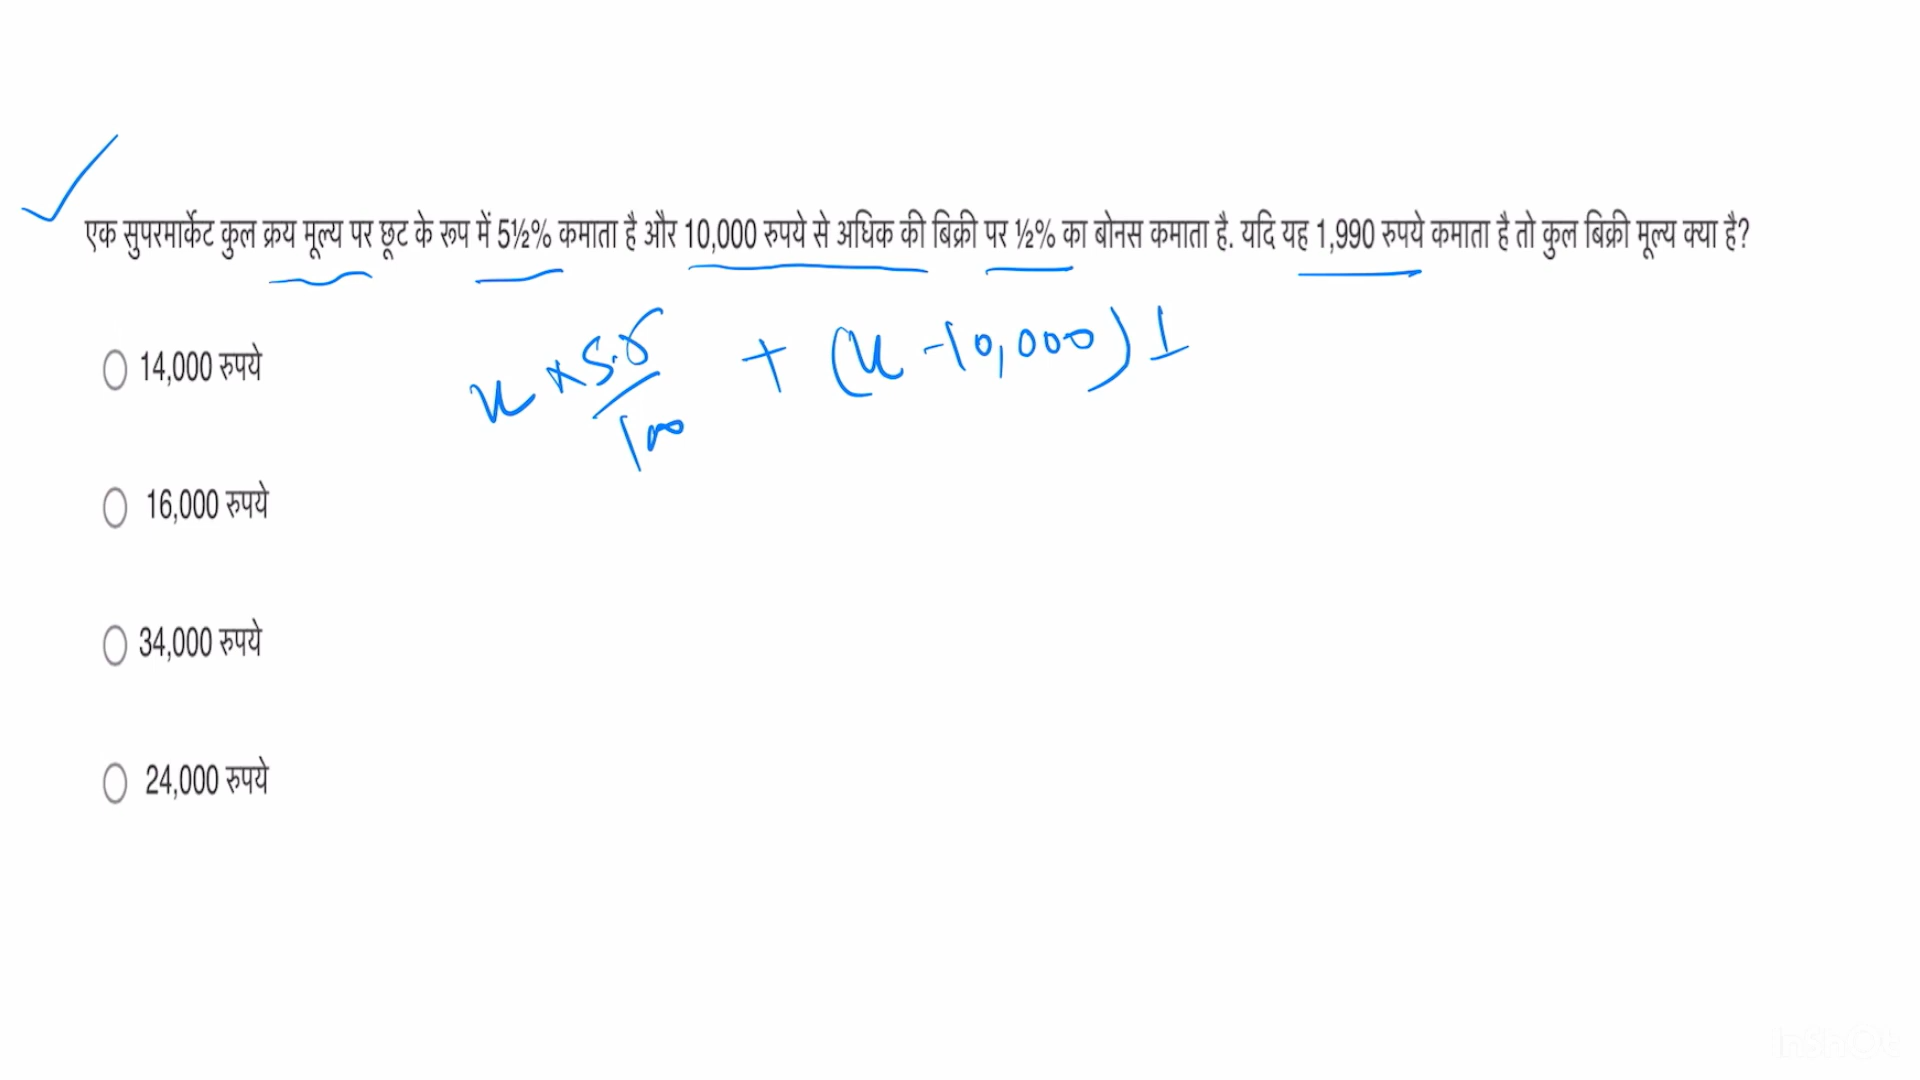 एक सुपरमार्केट कुल क्रय मूल्य पर छूट के रूप में 5½% कमाता है और 10,000 रुपये से अधिक की बिक्री पर ½% का बोनस कमाता है. यदि यह 1,990 रुपये कमाता है तो कुल बिक्री मूल्य क्या है?
x × 5.5/100 + (x - 10,000) 1
14,000 रुपये
16,000 रुपये
34,000 रुपये
24,000 रुपये
InShOt